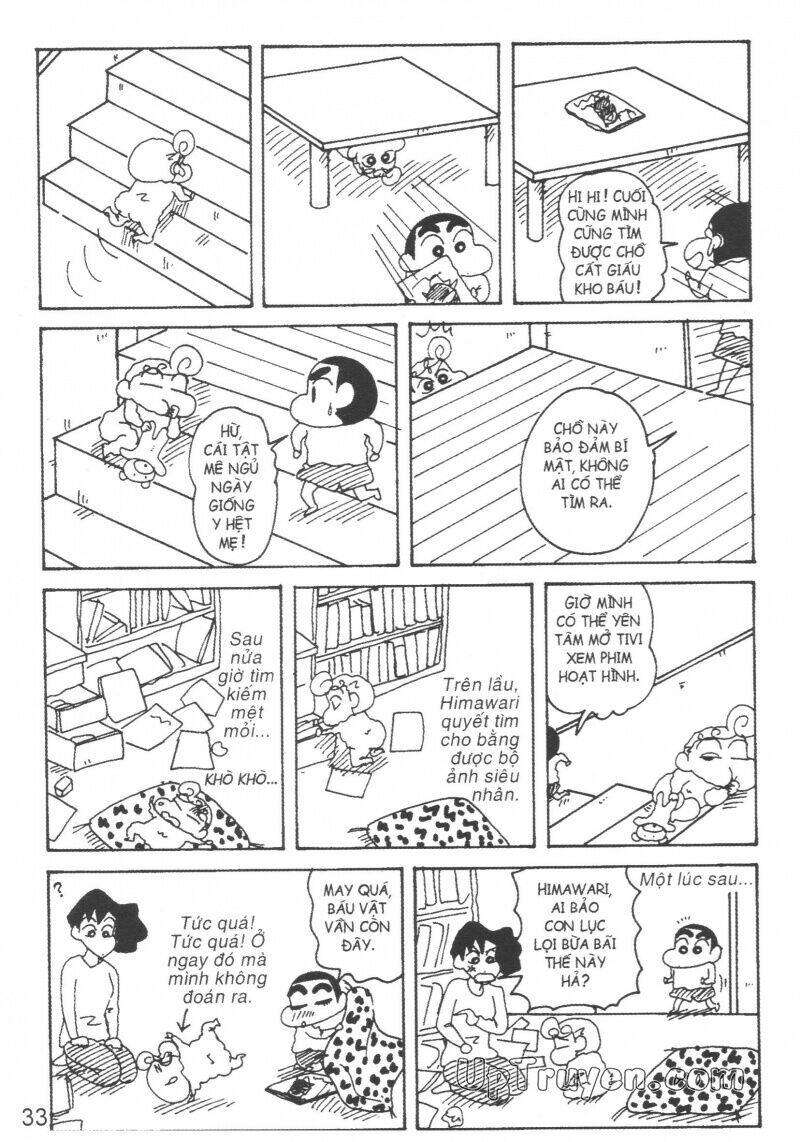 HI HI! CUỐI
CÙNG MÌNH
CŨNG TÌM
ĐƯỢC CHỖ
CẤT GIẤU
KHO BÁU!
CHỖ NÀY
BẢO ĐẢM BÍ
MẬT, KHÔNG
AI CÓ THỂ
TÌM RA.
HỪ,
CÁI TẬT
MÊ NGỦ
NGÀY
GIỐNG
Y HỆT
MẸ!
GIỜ MÌNH
CÓ THỂ YÊN
TÂM MỞ TIVI
XEM PHIM
HOẠT HÌNH.
Trên lầu,
Himawari
quyết tìm
cho bằng
được bộ
ảnh siêu
nhân.
Sau
nửa
giờ tìm
kiếm
mệt
mỏi...
KHÒ KHÒ...
Một lúc sau...
HIMAWARI,
AI BẢO
CON LỤC
LỌI BỪA BÃI
THẾ NÀY
HẢ?
MAY QUÁ,
BÁU VẬT
VẪN CÒN
ĐÂY.
Tức quá!
Tức quá! Ở
ngay đó mà
mình không
đoán ra.
?
UpTruyen.com
33